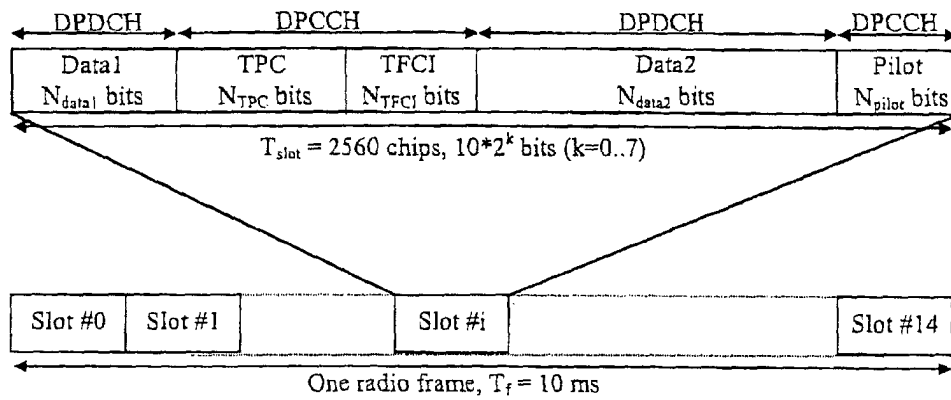 DPDCH DPCCH DPDCH DPCCH
Data1 TPC TFCI Data2 Pilot
N_data1 bits N_TPC bits N_TFCI bits N_data2 bits N_pilot bits
T_slot = 2560 chips, 10*2^k bits (k=0..7)
Slot #0 Slot #1 Slot #i Slot #14
One radio frame, T_f = 10 ms